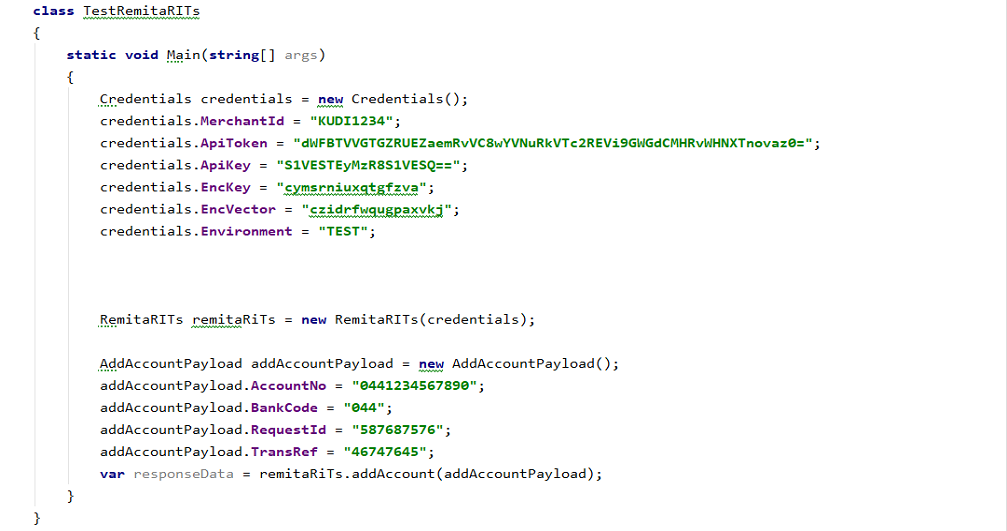 class TestRemitaRITs
{
static void Main(string[] args)
{
Credentials credentials = new Credentials();
credentials.MerchantId = "KUDI1234";
credentials.ApiToken = "dWFBTVVGTGZRUEZaemRvVC8wYVNuRkVTc2REVi9GWGdCMHRvWHNXTnovaz0=";
credentials.ApiKey = "S1VESTEyMzR8S1VESQ==";
credentials.EncKey = "cymsrniuxqtgfzva";
credentials.EncVector = "czidrfwqugpaxvkj";
credentials.Environment = "TEST";
RemitaRITs remitaRiTs = new RemitaRITs(credentials);
AddAccountPayload addAccountPayload = new AddAccountPayload();
addAccountPayload.AccountNo = "0441234567890";
addAccountPayload.BankCode = "044";
addAccountPayload.RequestId = "587687576";
addAccountPayload.TransRef = "46747645";
var responseData = remitaRiTs.addAccount(addAccountPayload);
}
}